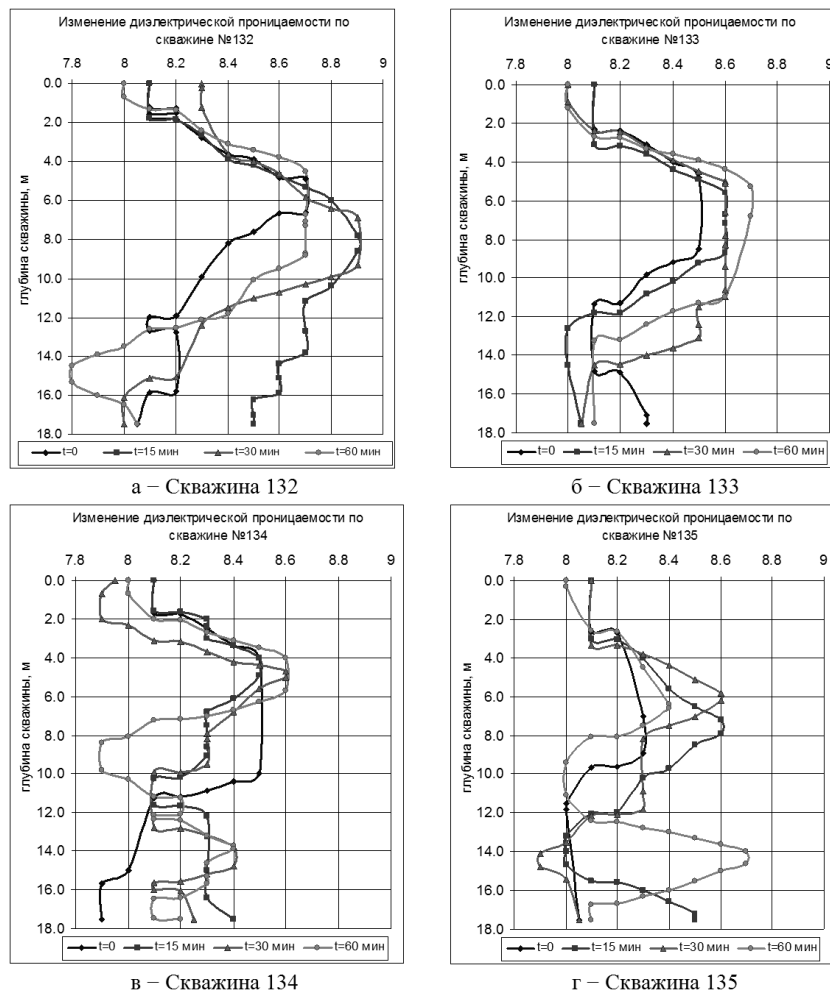 Изменение диэлектрической проницаемости по
скважине №132
7.8 8 8.2 8.4 8.6 8.8 9
0.0
2.0
4.0
6.0
8.0
10.0
12.0
14.0
16.0
18.0
глубина скважины, м
t=0 t=15 мин t=30 мин t=60 мин
а − Скважина 132
Изменение диэлектрической проницаемости по
скважине №133
7.8 8 8.2 8.4 8.6 8.8 9
0.0
2.0
4.0
6.0
8.0
10.0
12.0
14.0
16.0
18.0
глубина скважины, м
t=0 t=15 мин t=30 мин t=60 мин
б − Скважина 133
Изменение диэлектрической проницаемости по
скважине №134
7.8 8 8.2 8.4 8.6 8.8 9
0.0
2.0
4.0
6.0
8.0
10.0
12.0
14.0
16.0
18.0
глубина скважины, м
t=0 t=15 мин t=30 мин t=60 мин
в − Скважина 134
Изменение диэлектрической проницаемости по
скважине №135
7.8 8 8.2 8.4 8.6 8.8 9
0.0
2.0
4.0
6.0
8.0
10.0
12.0
14.0
16.0
18.0
глубина скважины, м
t=0 t=15 мин t=30 мин t=60 мин
г − Скважина 135